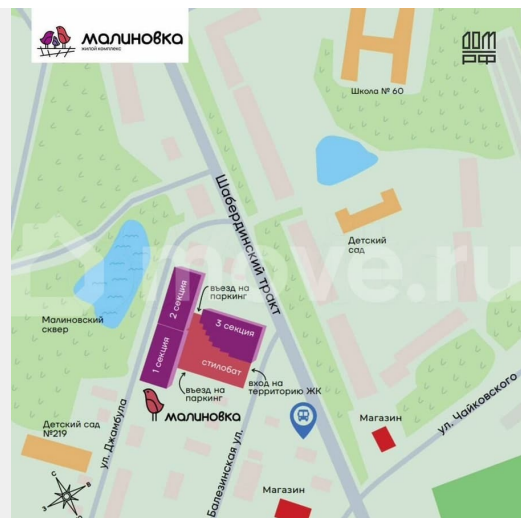 малиновка
жилой комплекс
ДОМ
РФ
Школа № 60
Шабердинский тракт
Детский
сад
move.ru
въезд на
паркинг
2 секция
3 секция
Малиновский
сквер
1 секция
стилобат
въезд на
паркинг
вход на
территорию ЖК
малиновка
Детский сад
№219
ул. Джамбула
Балезинская ул.
Магазин
ул. Чайковского
Магазин
С
В
З
Ю